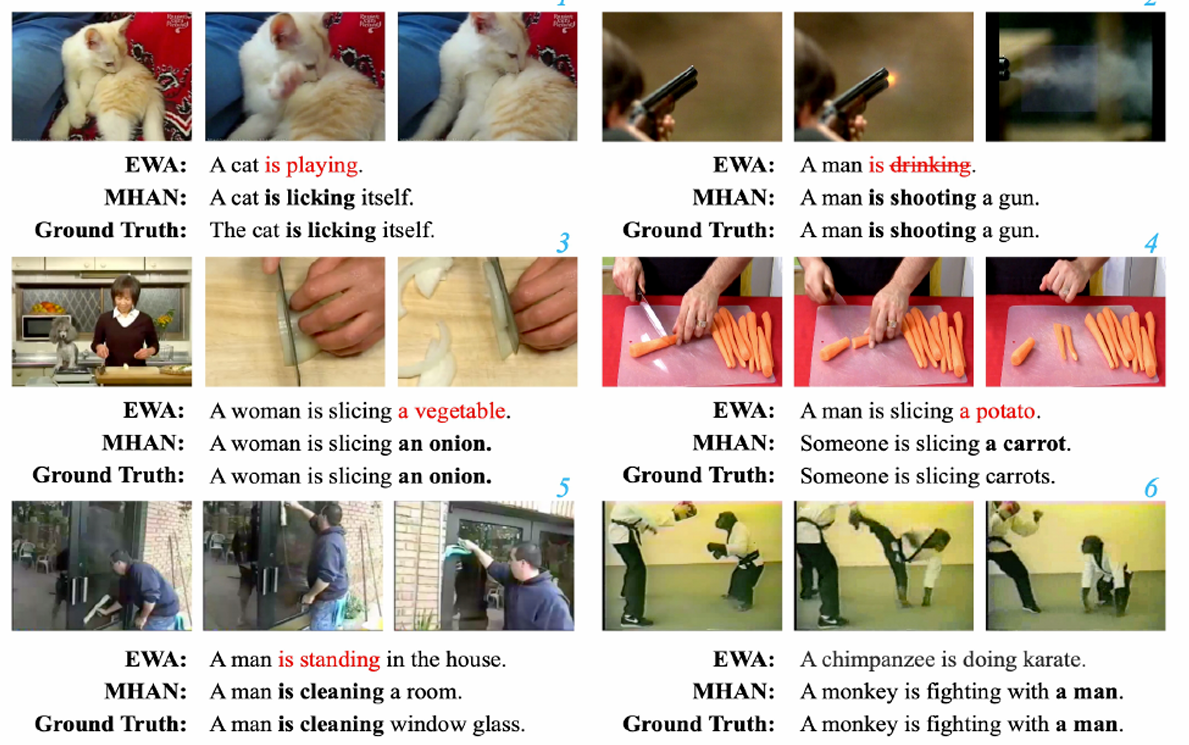 1
2
EWA: A cat is playing.
MHAN: A cat is licking itself.
Ground Truth: The cat is licking itself.
EWA: A man is drinking.
MHAN: A man is shooting a gun.
Ground Truth: A man is shooting a gun.
3
4
EWA: A woman is slicing a vegetable.
MHAN: A woman is slicing an onion.
Ground Truth: A woman is slicing an onion.
EWA: A man is slicing a potato.
MHAN: Someone is slicing a carrot.
Ground Truth: Someone is slicing carrots.
5
6
EWA: A man is standing in the house.
MHAN: A man is cleaning a room.
Ground Truth: A man is cleaning window glass.
EWA: A chimpanzee is doing karate.
MHAN: A monkey is fighting with a man.
Ground Truth: A monkey is fighting with a man.